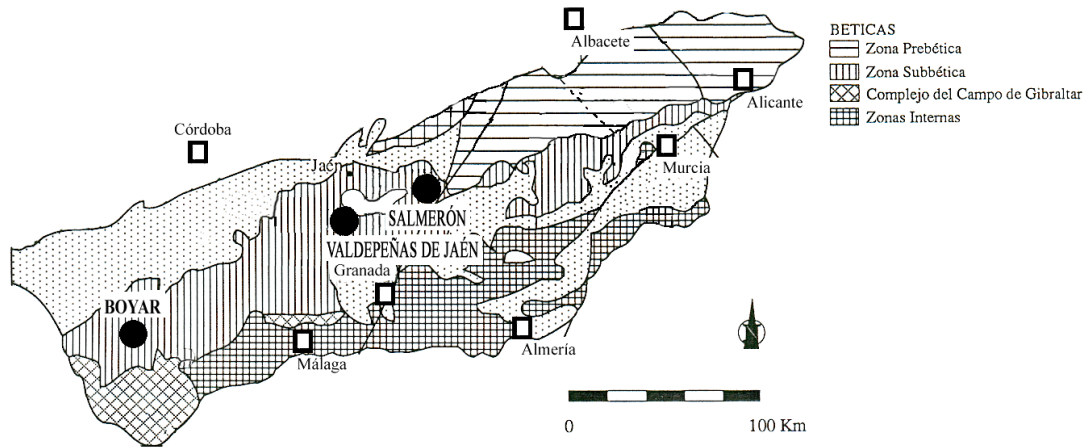 Albacete
Alicante
Córdoba
Jaén
Murcia
SALMERÓN
VALDEPEÑAS DE JAÉN
Granada
BOYAR
Málaga
Almería
N
0 100 Km
BETICAS
Zona Prebética
Zona Subbética
Complejo del Campo de Gibraltar
Zonas Internas